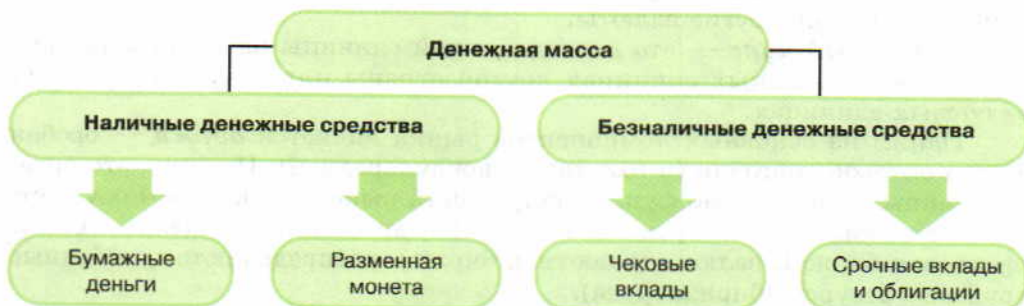 Денежная масса
Наличные денежные средства
Безналичные денежные средства
Бумажные
деньги
Разменная
монета
Чековые
вклады
Срочные вклады
и облигации